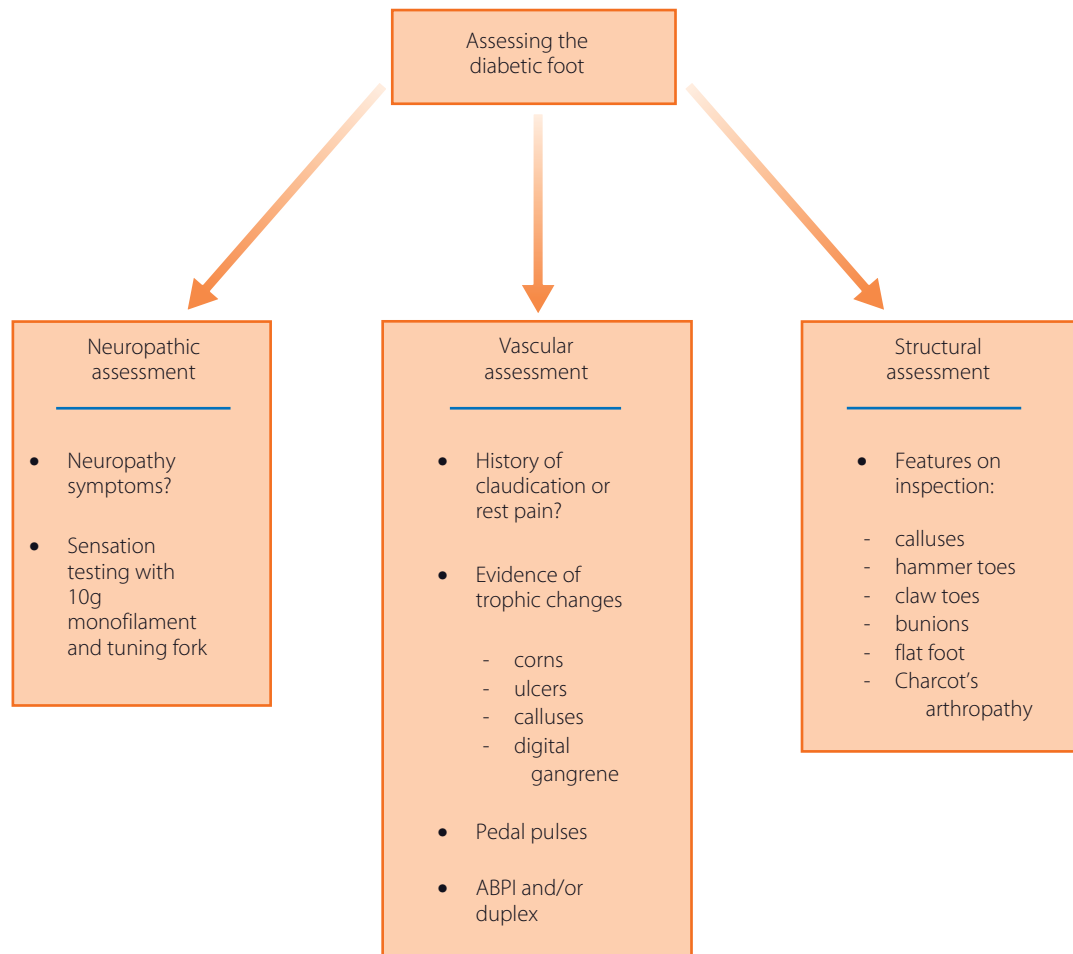 Assessing the
diabetic foot
Neuropathic
assessment
• Neuropathy
symptoms?
• Sensation
testing with
10g
monofilament
and tuning fork
Vascular
assessment
• History of
claudication or
rest pain?
• Evidence of
trophic changes
- corns
- ulcers
- calluses
- digital
gangrene
• Pedal pulses
• ABPI and/or
duplex
Structural
assessment
• Features on
inspection:
- calluses
- hammer toes
- claw toes
- bunions
- flat foot
- Charcot's
arthropathy